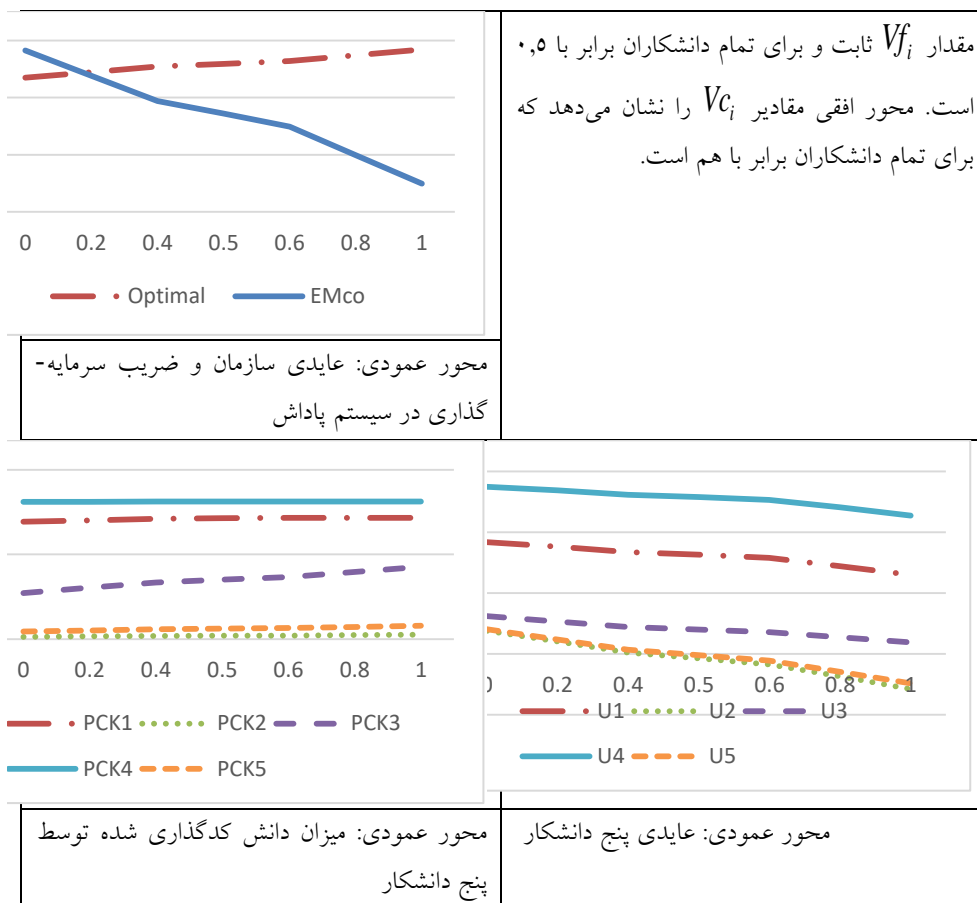 مقدار Vf_i ثابت و برای تمام دانشکاران برابر با ۰,۵
است. محور افقی مقادیر Vc_i را نشان می‌دهد که
برای تمام دانشکاران برابر با هم است.
0 0.2 0.4 0.5 0.6 0.8 1
Optimal EMco
محور عمودی: عایدی سازمان و ضریب سرمایه-
گذاری در سیستم پاداش
0 0.2 0.4 0.5 0.6 0.8 1
U1 U2 U3
U4 U5
محور عمودی: عایدی پنج دانشکار
0 0.2 0.4 0.5 0.6 0.8 1
PCK1 PCK2 PCK3
PCK4 PCK5
محور عمودی: میزان دانش کدگذاری شده توسط
پنج دانشکار